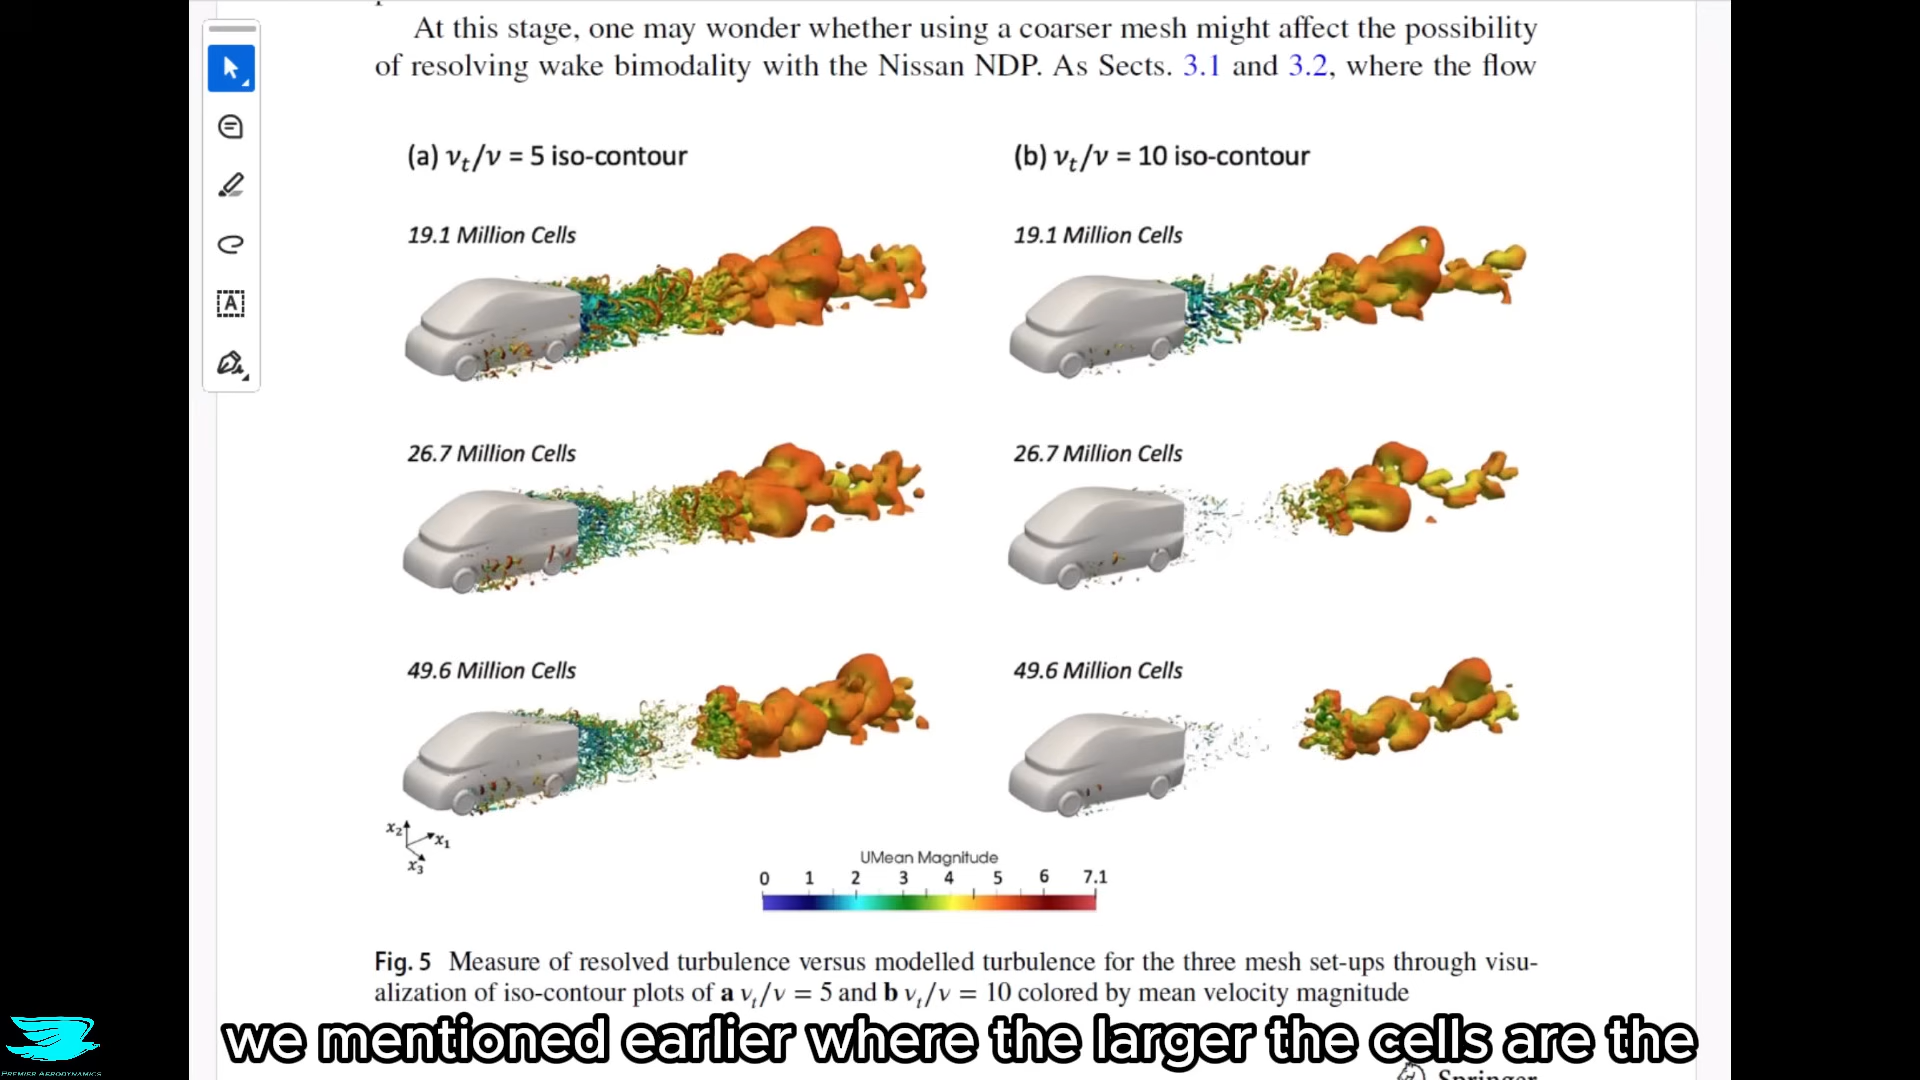 At this stage, one may wonder whether using a coarser mesh might affect the possibility
of resolving wake bimodality with the Nissan NDP. As Sects. 3.1 and 3.2, where the flow
(a) νt/ν = 5 iso-contour
(b) νt/ν = 10 iso-contour
19.1 Million Cells
19.1 Million Cells
26.7 Million Cells
26.7 Million Cells
49.6 Million Cells
49.6 Million Cells
x2
x1
x3
UMean Magnitude
0 1 2 3 4 5 6 7.1
Fig. 5 Measure of resolved turbulence versus modelled turbulence for the three mesh set-ups through visu-
alization of iso-contour plots of a νt/ν = 5 and b νt/ν = 10 colored by mean velocity magnitude
we mentioned earlier where the larger the cells are the
Springer
PREMIER AERODYNAMICS